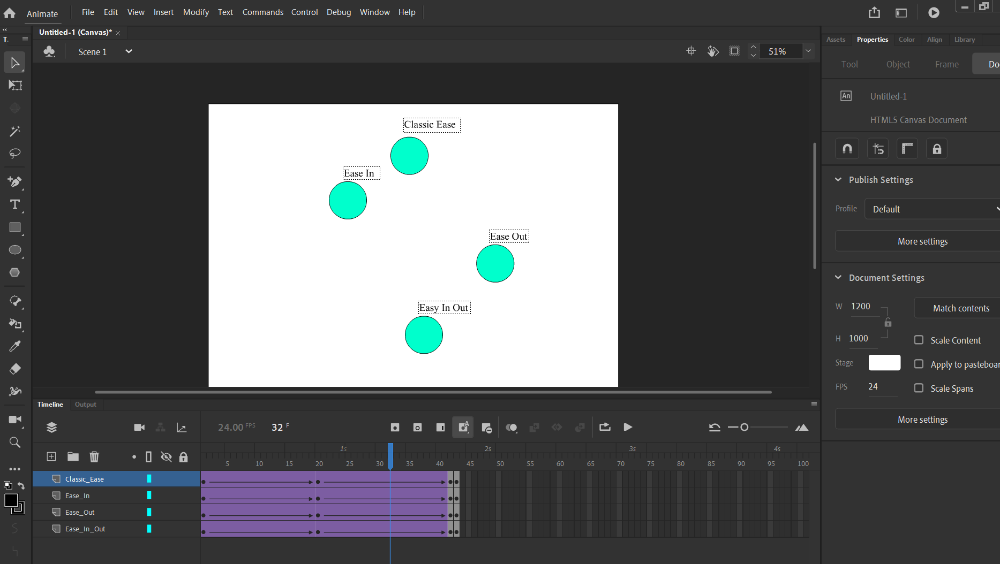 Animate File Edit View Insert Modify Text Commands Control Debug Window Help
Untitled-1 (Canvas)*
T.
Scene 1
51%
Classic Ease
Ease In
Ease Out
Easy In Out
Assets Properties Color Align Library
Tool Object Frame Do
An Untitled-1
HTML5 Canvas Document
Publish Settings
Profile Default
More settings
Document Settings
W 1200 Match contents
H 1000 Scale Content
Stage Apply to pasteboar
FPS 24 Scale Spans
More settings
Timeline Output
24.00 FPS 32 F
1s 2s 3s 4s
5 10 15 20 25 30 35 40 45 50 55 60 65 70 75 80 85 90 95 100
Classic_Ease
Ease_In
Ease_Out
Ease_In_Out